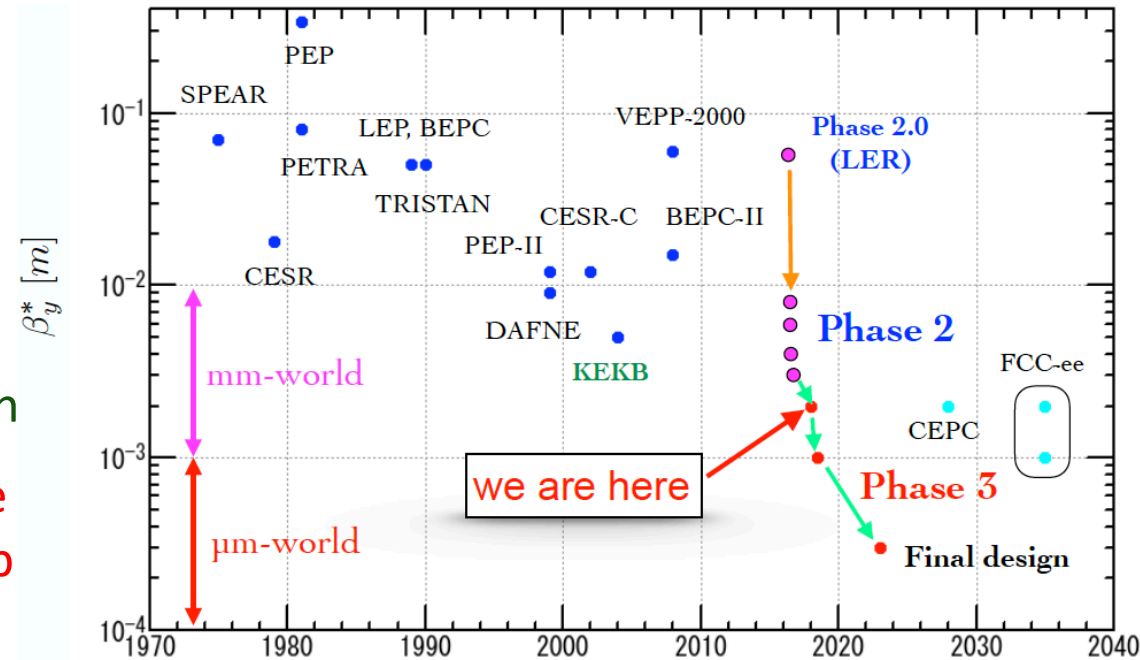 PEP
SPEAR
10^-1
LEP, BEPC
VEPP-2000
Phase 2.0
(LER)
PETRA
TRISTAN
CESR-C
BEPC-II
PEP-II
CESR
10^-2
β*y [m]
DAFNE
Phase 2
KEKB
FCC-ee
mm-world
n
CEPC
10^-3
we are here
Phase 3
e
µm-world
Final design
10^-4
1970 1980 1990 2000 2010 2020 2030 2040